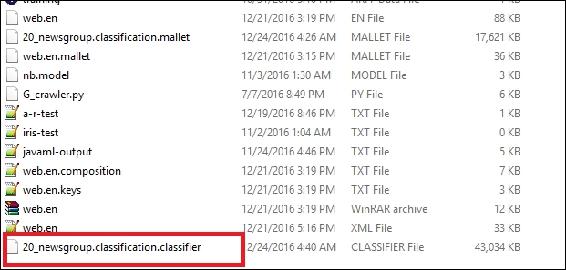 training
web.en 12/21/2016 3:19 PM EN File 88 KB
20_newsgroup.classification.mallet 12/24/2016 4:26 AM MALLET File 17,621 KB
web.en.mallet 12/21/2016 3:15 PM MALLET File 36 KB
nb.model 11/3/2016 1:30 AM MODEL File 3 KB
G_crawler.py 7/7/2016 8:49 PM PY File 6 KB
a-r-test 12/19/2016 8:46 PM TXT File 1 KB
iris-test 11/2/2016 1:04 AM TXT File 1 KB
javaml-output 11/24/2016 4:46 PM TXT File 5 KB
web.en.composition 12/21/2016 3:19 PM TXT File 7 KB
web.en.keys 12/21/2016 3:19 PM TXT File 3 KB
web.en 12/21/2016 3:19 PM WinRAR archive 12 KB
web.en 12/21/2016 5:16 PM XML File 33 KB
20_newsgroup.classification.classifier 12/24/2016 4:40 AM CLASSIFIER File 43,034 KB